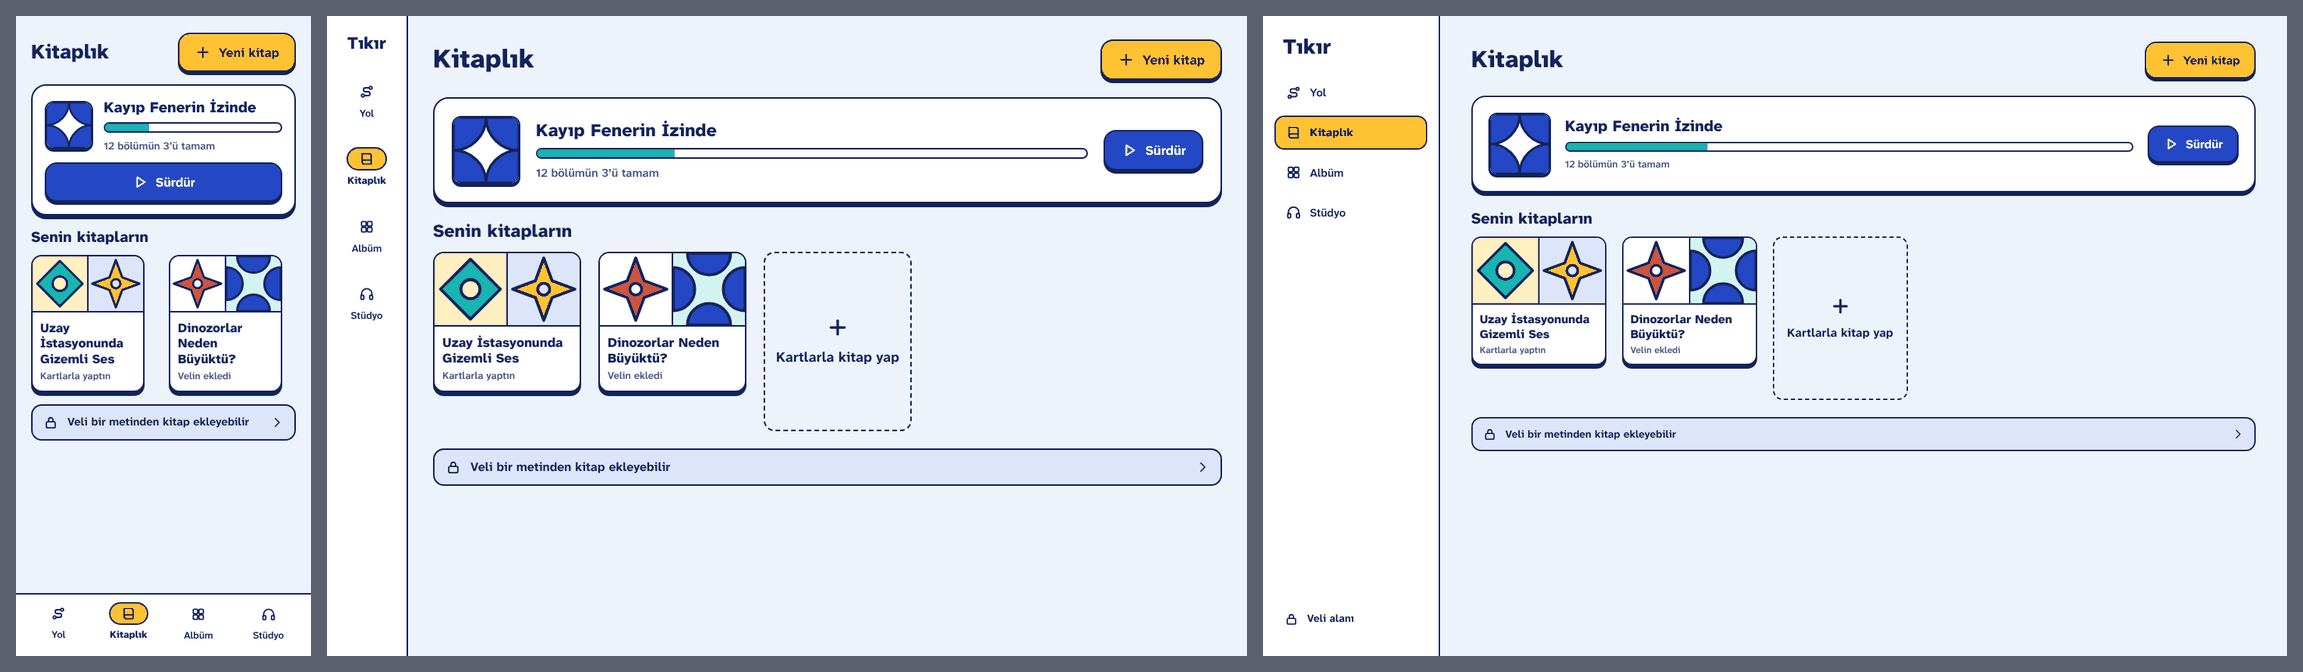 Kitaplık
Yeni kitap
Kayıp Fenerin İzinde
12 bölümün 3'ü tamam
Sürdür
Senin kitapların
Uzay
İstasyonunda
Gizemli Ses
Kartlarla yaptın
Dinozorlar
Neden
Büyüktü?
Velin ekledi
Veli bir metinden kitap ekleyebilir
Yol
Kitaplık
Albüm
Stüdyo
Tıkır
Yol
Kitaplık
Albüm
Stüdyo
Kitaplık
Yeni kitap
Kayıp Fenerin İzinde
12 bölümün 3'ü tamam
Sürdür
Senin kitapların
Uzay İstasyonunda
Gizemli Ses
Kartlarla yaptın
Dinozorlar Neden
Büyüktü?
Velin ekledi
Kartlarla kitap yap
Veli bir metinden kitap ekleyebilir
Tıkır
Yol
Kitaplık
Albüm
Stüdyo
Veli alanı
Kitaplık
Yeni kitap
Kayıp Fenerin İzinde
12 bölümün 3'ü tamam
Sürdür
Senin kitapların
Uzay İstasyonunda
Gizemli Ses
Kartlarla yaptın
Dinozorlar Neden
Büyüktü?
Velin ekledi
Kartlarla kitap yap
Veli bir metinden kitap ekleyebilir